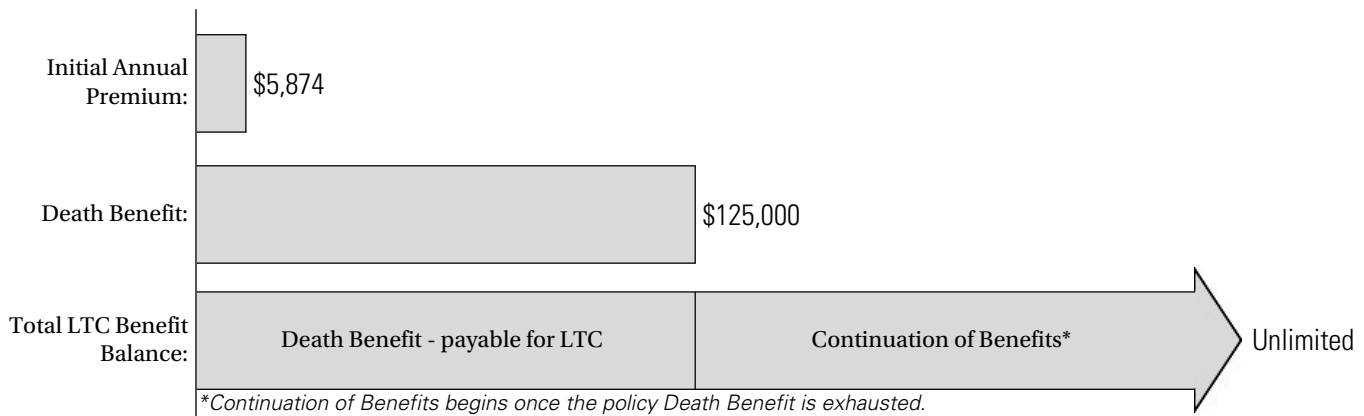 Initial Annual
Premium:
$5,874
Death Benefit:
$125,000
Total LTC Benefit
Balance:
Death Benefit - payable for LTC
Continuation of Benefits*
Unlimited
*Continuation of Benefits begins once the policy Death Benefit is exhausted.